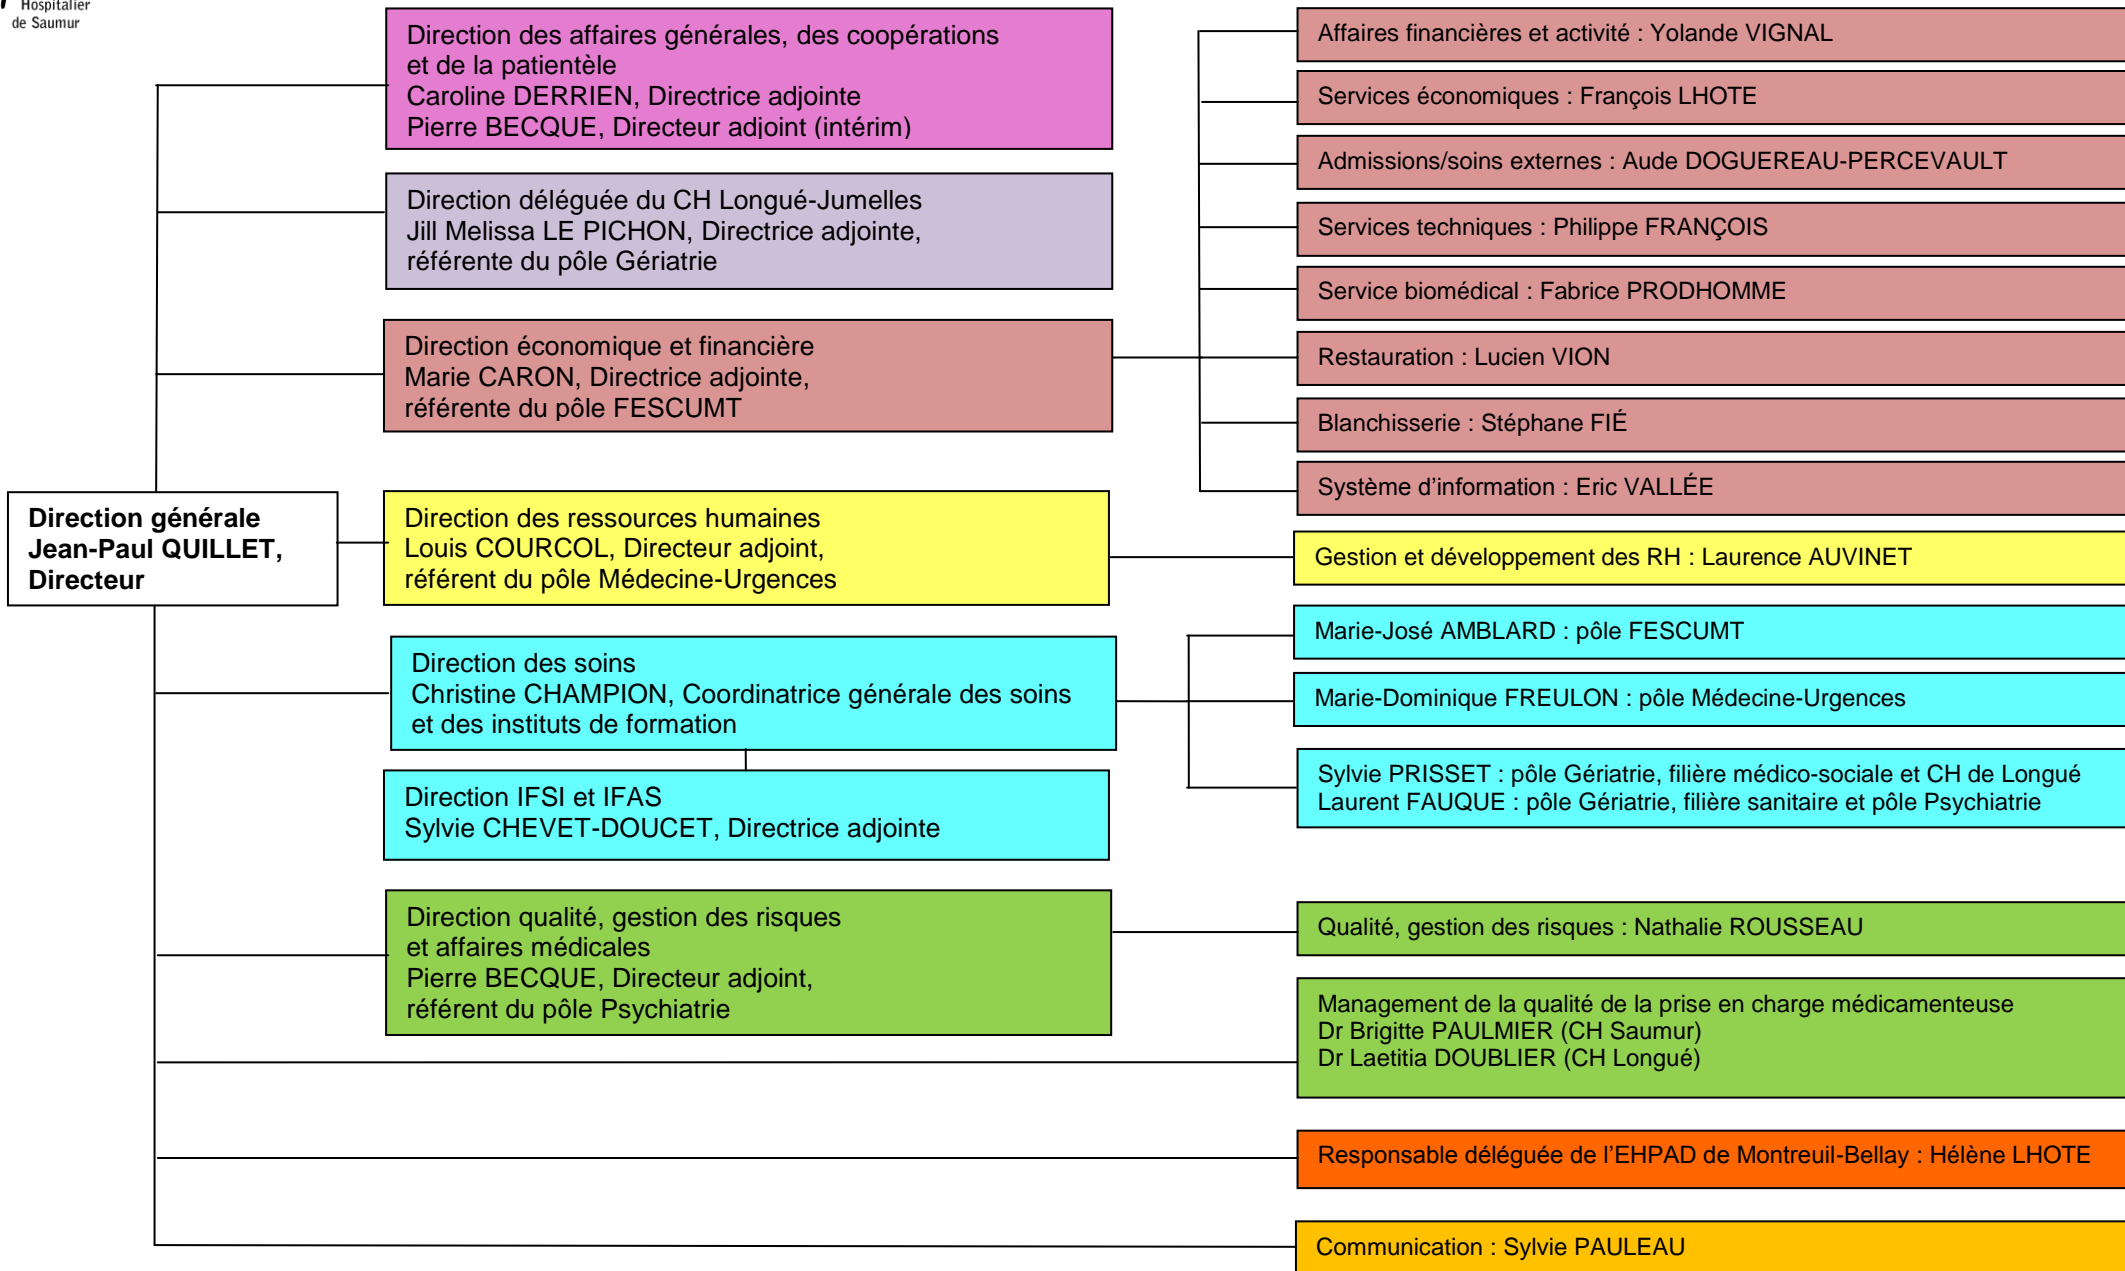 Hospitalier
de Saumur
Direction générale
Jean-Paul QUILLET,
Directeur
Direction des affaires générales, des coopérations
et de la patientèle
Caroline DERRIEN, Directrice adjointe
Pierre BECQUE, Directeur adjoint (intérim)
Direction déléguée du CH Longué-Jumelles
Jill Melissa LE PICHON, Directrice adjointe,
référente du pôle Gériatrie
Direction économique et financière
Marie CARON, Directrice adjointe,
référente du pôle FESCUMT
Affaires financières et activité : Yolande VIGNAL
Services économiques : François LHOTE
Admissions/soins externes : Aude DOGUEREAU-PERCEVAULT
Services techniques : Philippe FRANÇOIS
Service biomédical : Fabrice PRODHOMME
Restauration : Lucien VION
Blanchisserie : Stéphane FIÉ
Système d'information : Eric VALLÉE
Direction des ressources humaines
Louis COURCOL, Directeur adjoint,
référent du pôle Médecine-Urgences
Gestion et développement des RH : Laurence AUVINET
Direction des soins
Christine CHAMPION, Coordinatrice générale des soins
et des instituts de formation
Marie-José AMBLARD : pôle FESCUMT
Marie-Dominique FREULON : pôle Médecine-Urgences
Sylvie PRISSET : pôle Gériatrie, filière médico-sociale et CH de Longué
Laurent FAUQUE : pôle Gériatrie, filière sanitaire et pôle Psychiatrie
Direction IFSI et IFAS
Sylvie CHEVET-DOUCET, Directrice adjointe
Direction qualité, gestion des risques
et affaires médicales
Pierre BECQUE, Directeur adjoint,
référent du pôle Psychiatrie
Qualité, gestion des risques : Nathalie ROUSSEAU
Management de la qualité de la prise en charge médicamenteuse
Dr Brigitte PAULMIER (CH Saumur)
Dr Laetitia DOUBLIER (CH Longué)
Responsable déléguée de l’EHPAD de Montreuil-Bellay : Hélène LHOTE
Communication : Sylvie PAULEAU